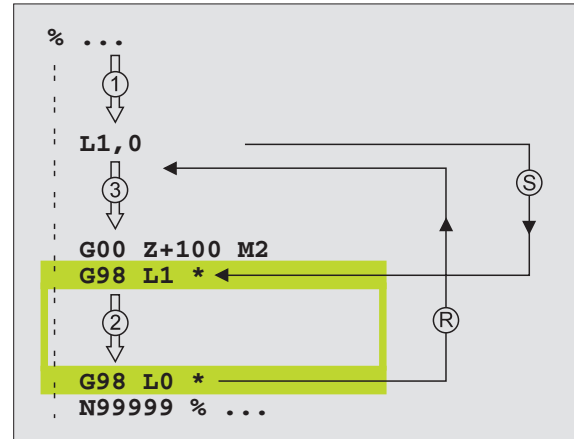 % ...
1
L1,0
3
S
G00 Z+100 M2
G98 L1 *
2
R
G98 L0 *
N99999 % ...